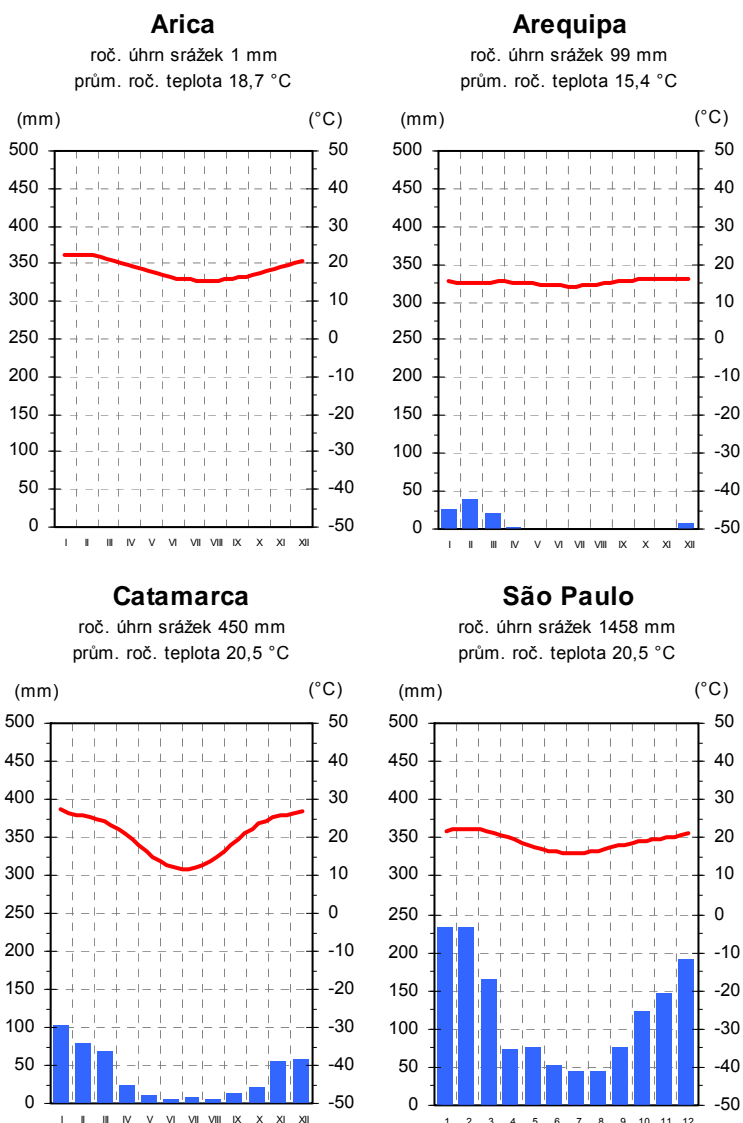 Arica
roč. úhrn srážek 1 mm
prům. roč. teplota 18,7 °C
(mm) (°C)
500 50
450 40
400 30
350 20
300 10
250 0
200 -10
150 -20
100 -30
50 -40
0 -50
I II III IV V VI VII VIII IX X XI XII
Arequipa
roč. úhrn srážek 99 mm
prům. roč. teplota 15,4 °C
(mm) (°C)
500 50
450 40
400 30
350 20
300 10
250 0
200 -10
150 -20
100 -30
50 -40
0 -50
I II III IV V VI VII VIII IX X XI XII
Catamarca
roč. úhrn srážek 450 mm
prům. roč. teplota 20,5 °C
(mm) (°C)
500 50
450 40
400 30
350 20
300 10
250 0
200 -10
150 -20
100 -30
50 -40
0 -50
I II III IV V VI VII VIII IX X XI XII
São Paulo
roč. úhrn srážek 1458 mm
prům. roč. teplota 20,5 °C
(mm) (°C)
500 50
450 40
400 30
350 20
300 10
250 0
200 -10
150 -20
100 -30
50 -40
0 -50
1 2 3 4 5 6 7 8 9 10 11 12